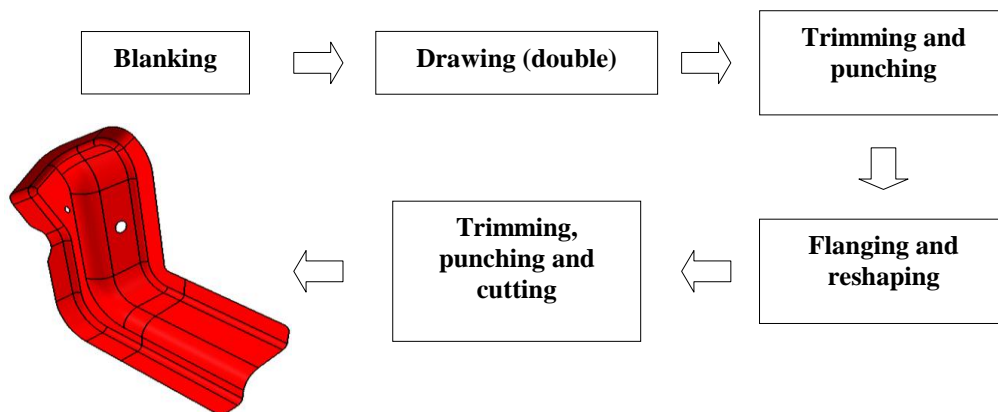 Blanking
Drawing (double)
Trimming and
punching
Flanging and
reshaping
Trimming,
punching and
cutting